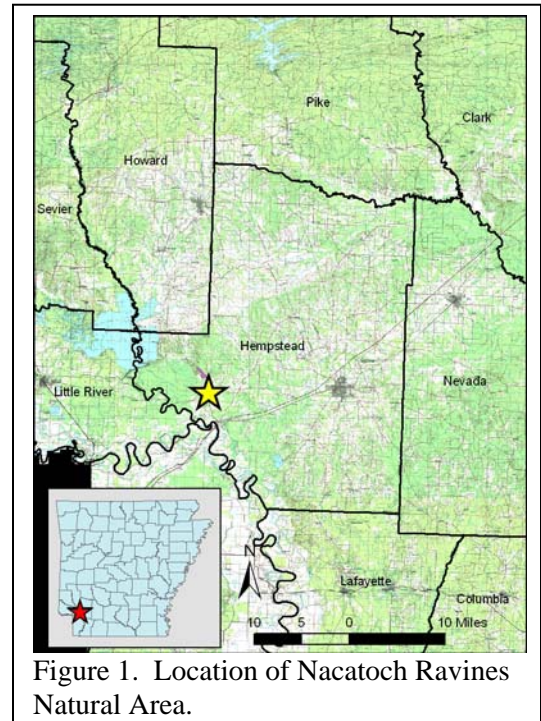 Pike
Clark
Howard
Sevier
Hempstead
Little River
Nevada
N
Lafayette
Columbia
10 5 0 10 Miles
Figure 1. Location of Nacatoch Ravines
Natural Area.